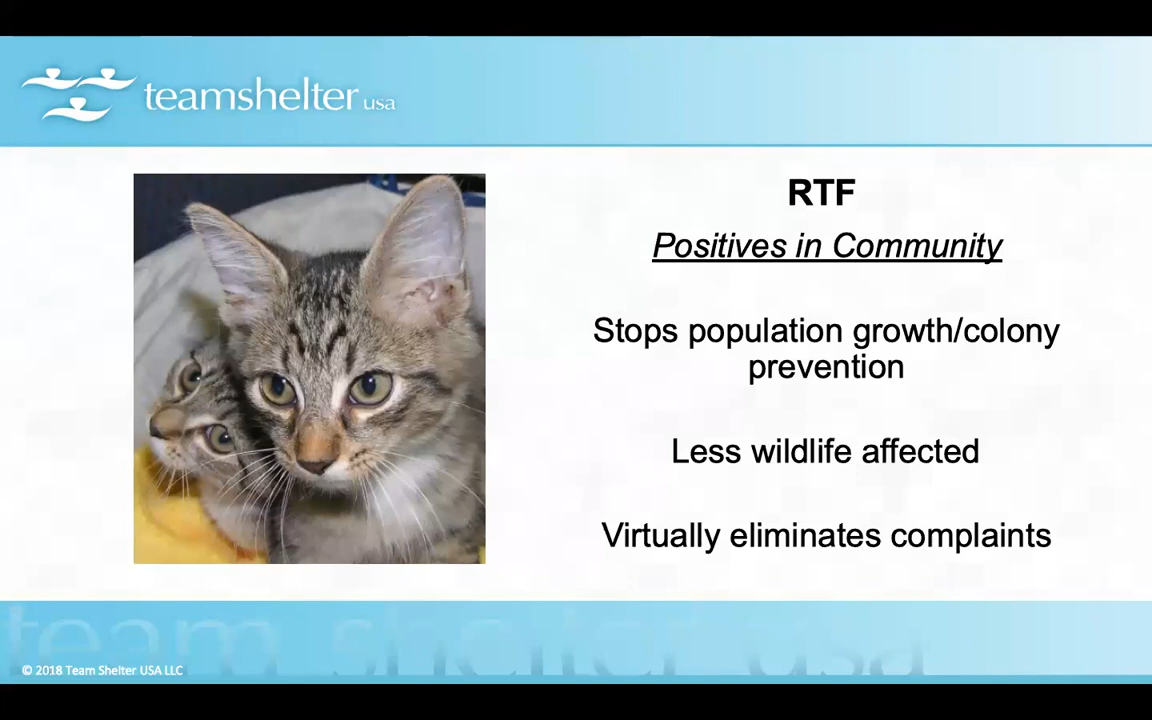 teamshelter usa
RTF
Positives in Community
Stops population growth/colony
prevention
Less wildlife affected
Virtually eliminates complaints
team shelter usa
© 2018 Team Shelter USA LLC